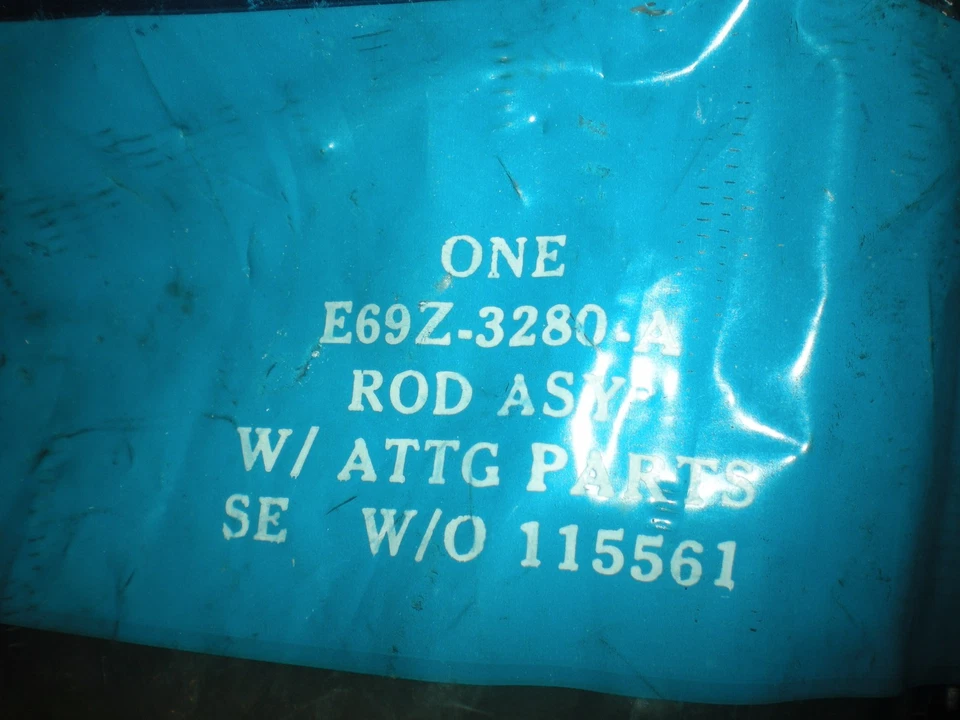 ONE
E69Z-3280-A
ROD ASY-
W/ ATTG PARTS
SE W/O 115561